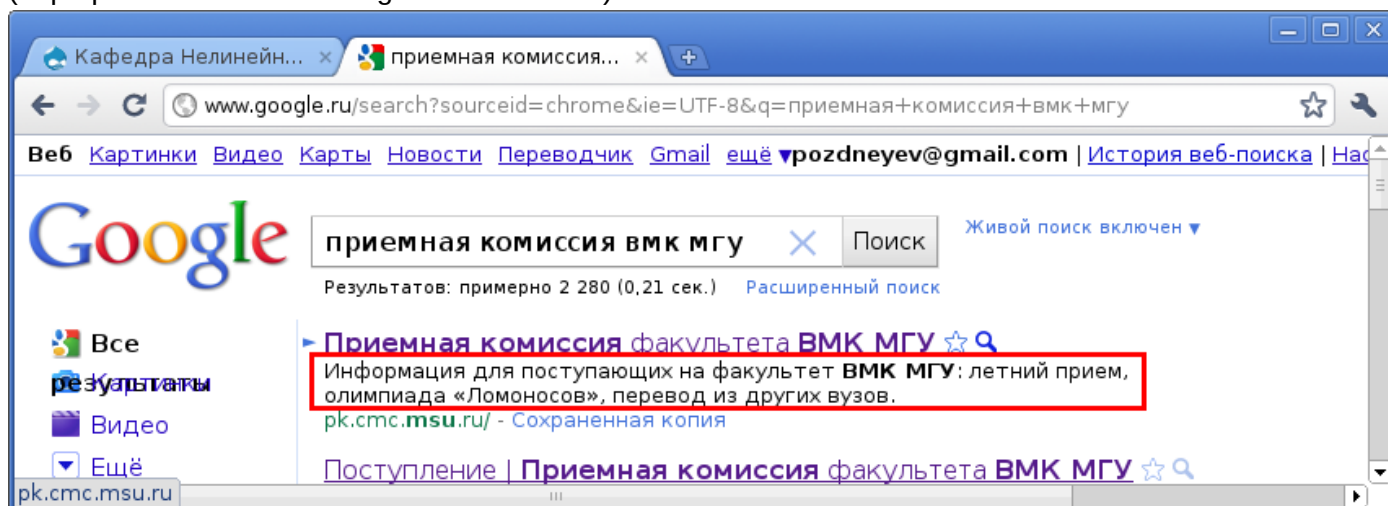 Кафедра Нелинейн... × приемная комиссия... ×
www.google.ru/search?sourceid=chrome&ie=UTF-8&q=приемная+комиссия+вмк+мгу
Веб Картинки Видео Карты Новости Переводчик Gmail ещё ▼pozdneyev@gmail.com | История веб-поиска | Нас
Google
приемная комиссия вмк мгу × Поиск
Живой поиск включен ▼
Результатов: примерно 2 280 (0,21 сек.) Расширенный поиск
Все
результаты
Картинки
Видео
Ещё
Приемная комиссия факультета ВМК МГУ
Информация для поступающих на факультет ВМК МГУ: летний прием,
олимпиада «Ломоносов», перевод из других вузов.
pk.cmc.msu.ru/ - Сохраненная копия
Поступление | Приемная комиссия факультета ВМК МГУ
pk.cmc.msu.ru